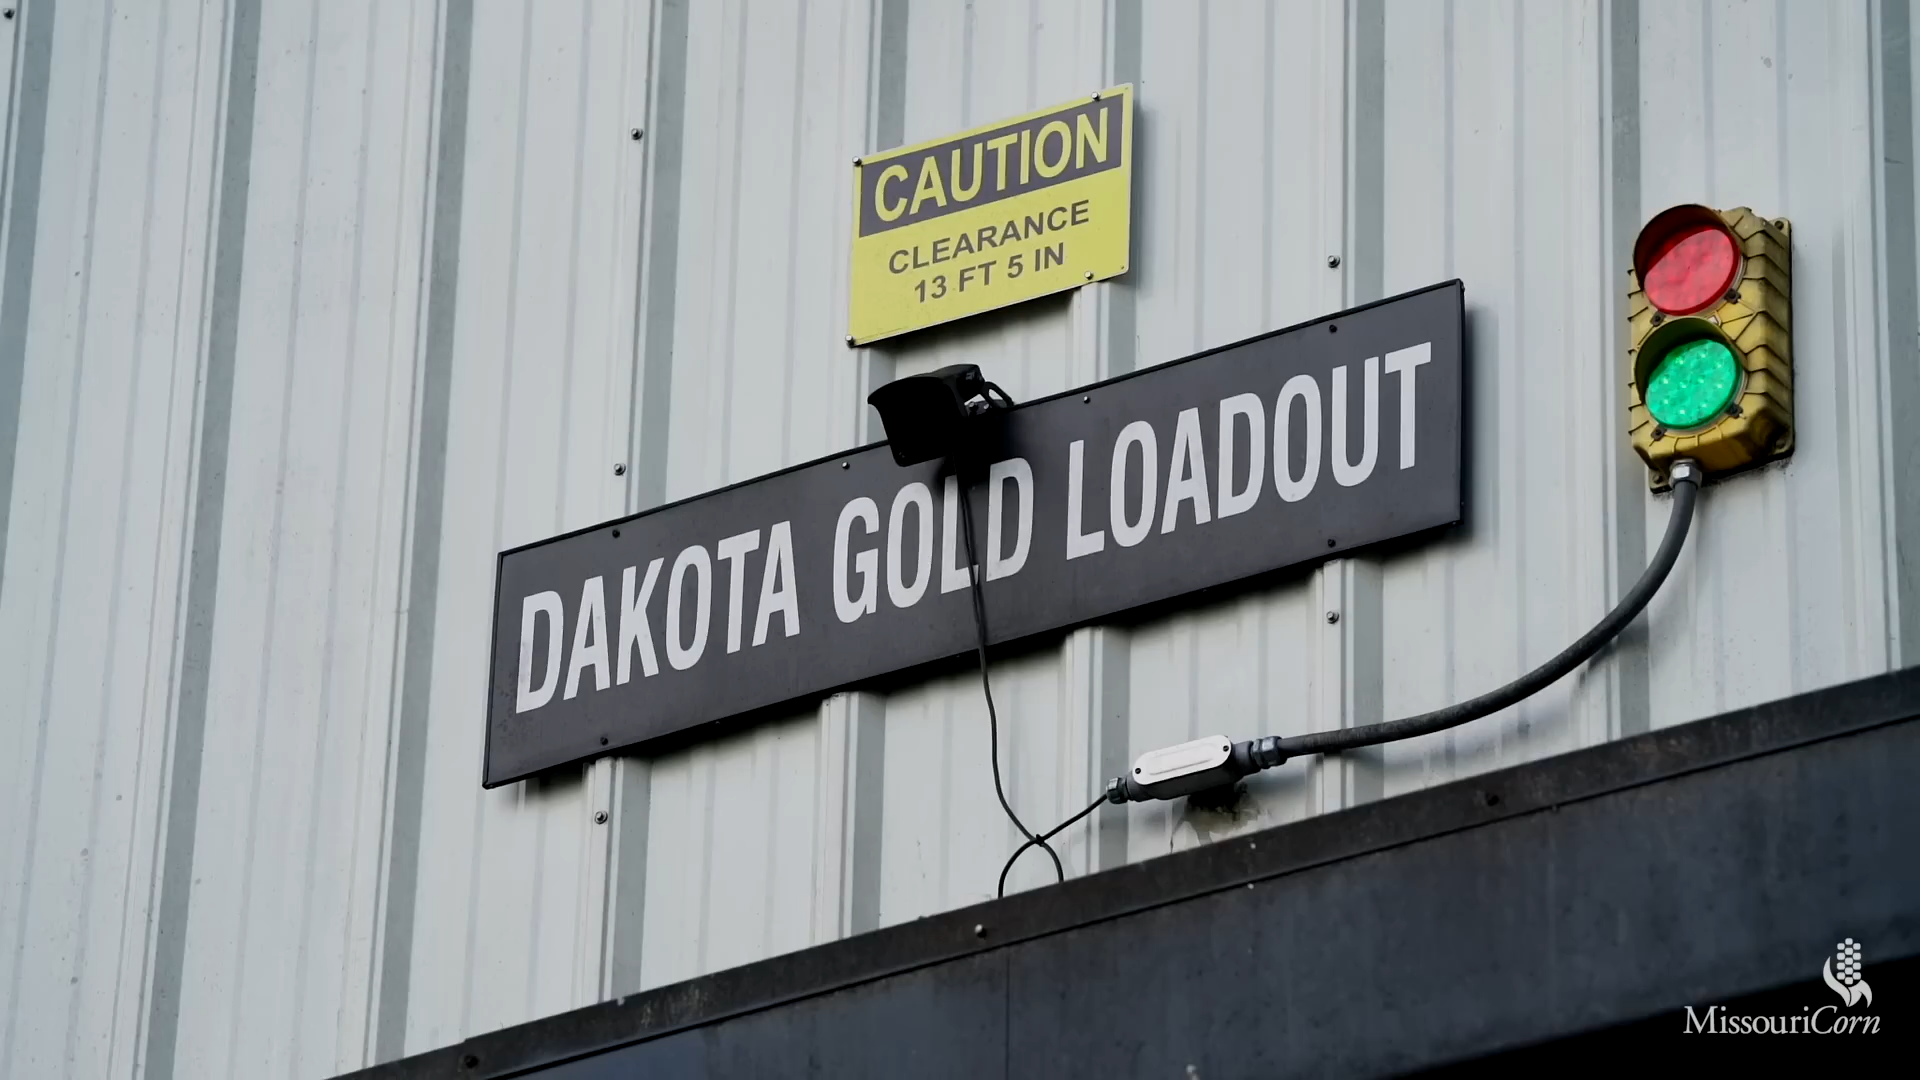 CAUTION
CLEARANCE
13 FT 5 IN
DAKOTA GOLD LOADOUT
MissouriCorn